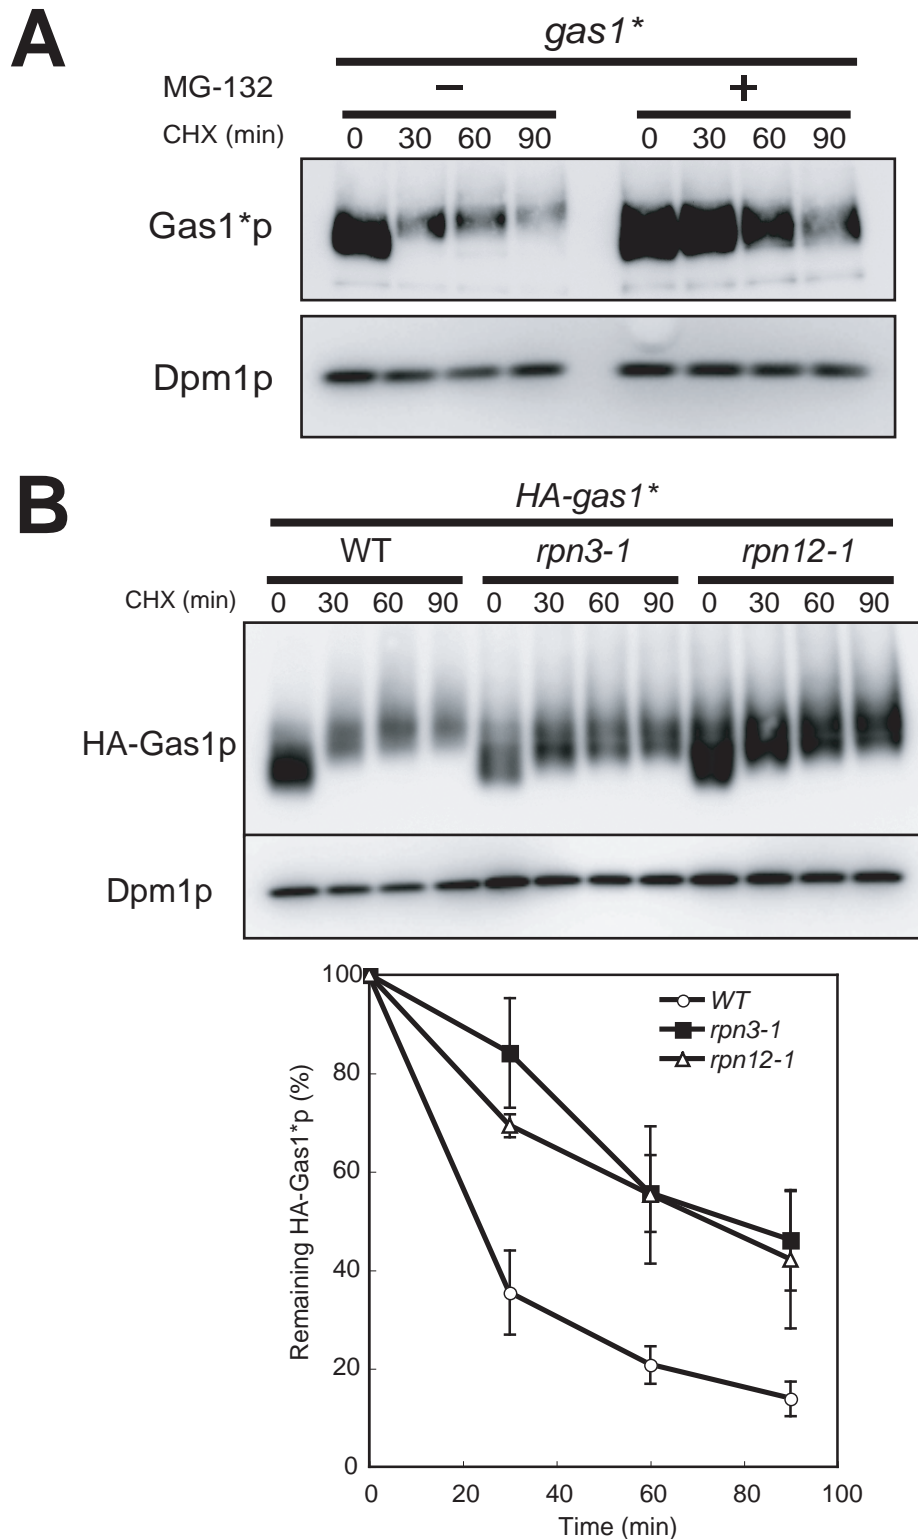 A
gas1*
MG-132 − +
CHX (min) 0 30 60 90 0 30 60 90
Gas1*p
Dpm1p
B
HA-gas1*
WT rpn3-1 rpn12-1
CHX (min) 0 30 60 90 0 30 60 90 0 30 60 90
HA-Gas1p
Dpm1p
100
80
60
40
20
0
Remaining HA-Gas1*p (%)
WT
rpn3-1
rpn12-1
0 20 40 60 80 100
Time (min)